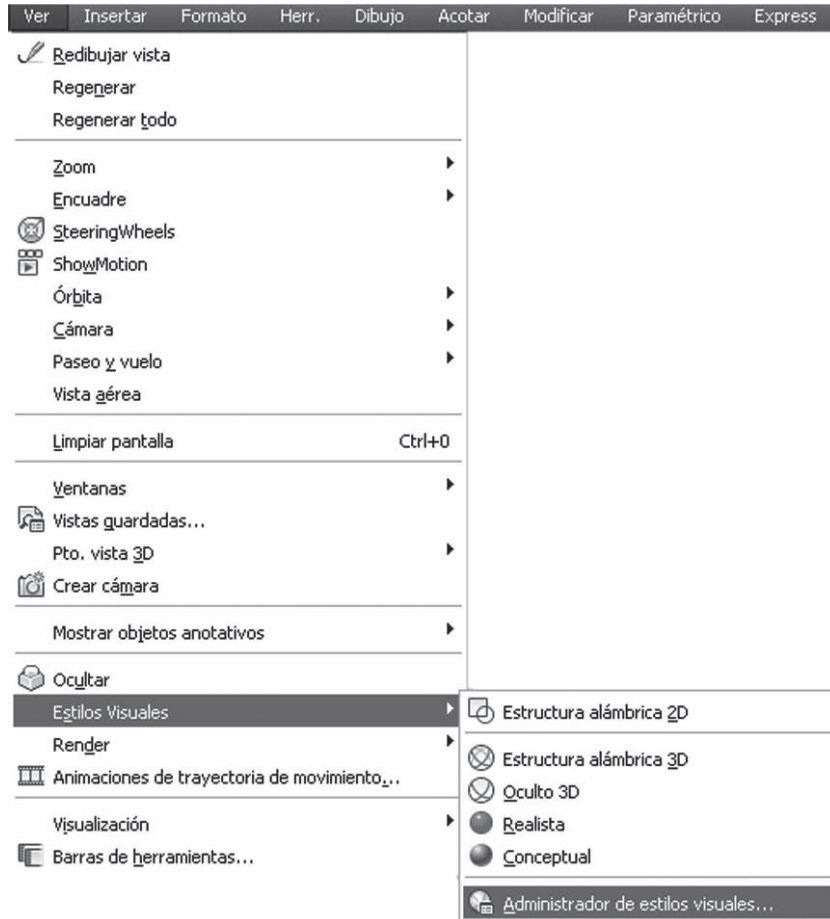 Ver Insertar Formato Herr. Dibujo Acotar Modificar Paramétrico Express
Redibujar vista
Regenerar
Regenerar todo
Zoom
Encuadre
SteeringWheels
ShowMotion
Órbita
Cámara
Paseo y vuelo
Vista aérea
Limpiar pantalla Ctrl+0
Ventanas
Vistas guardadas...
Pto. vista 3D
Crear cámara
Mostrar objetos anotativos
Ocultar
Estilos Visuales
Render
Animaciones de trayectoria de movimiento...
Visualización
Barras de herramientas...
Estructura alámbrica 2D
Estructura alámbrica 3D
Oculto 3D
Realista
Conceptual
Administrador de estilos visuales...